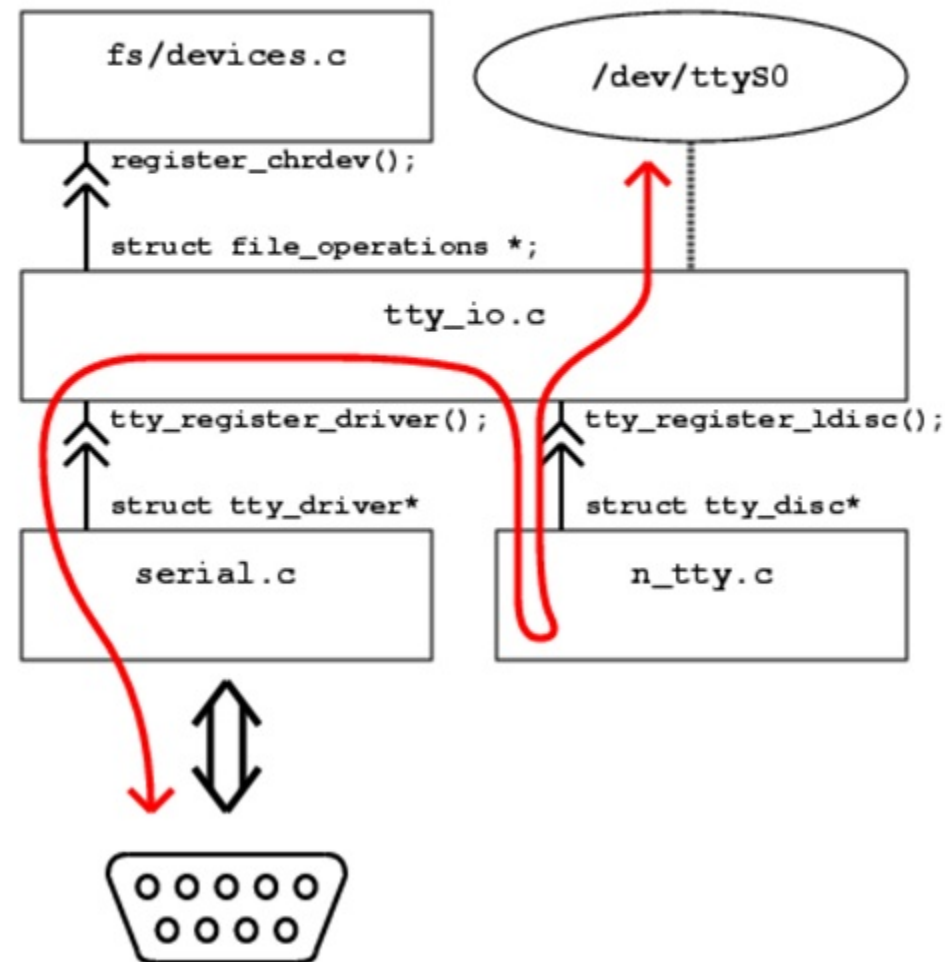 fs/devices.c
/dev/ttyS0
register_chrdev();
struct file_operations *;
tty_io.c
tty_register_driver();
tty_register_ldisc();
struct tty_driver*
struct tty_disc*
serial.c
n_tty.c